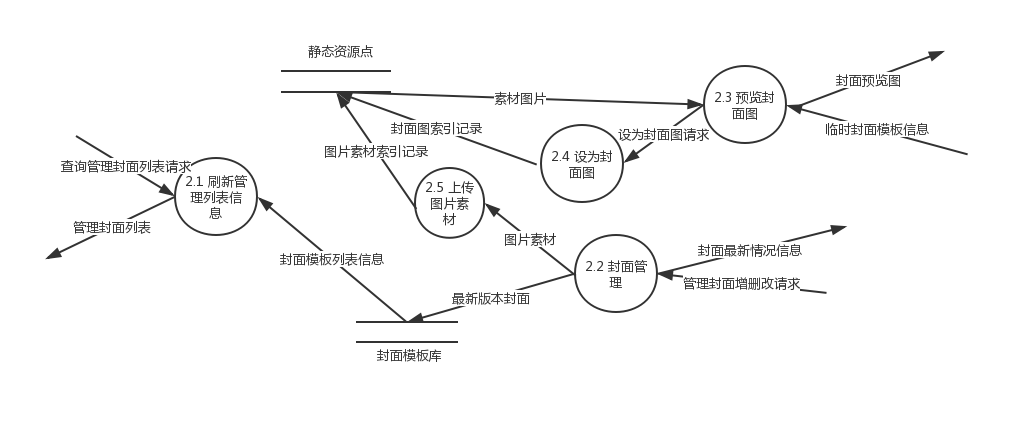 静态资源点
封面预览图
素材图片
2.3 预览封
面图
封面图索引记录
设为封面图请求
临时封面模板信息
图片素材索引记录
2.4 设为封
面图
查询管理封面列表请求
2.1 刷新管
理列表信
息
2.5 上传
图片素
材
管理封面列表
图片素材
封面模板列表信息
2.2 封面管
理
封面最新情况信息
管理封面增删改请求
最新版本封面
封面模板库